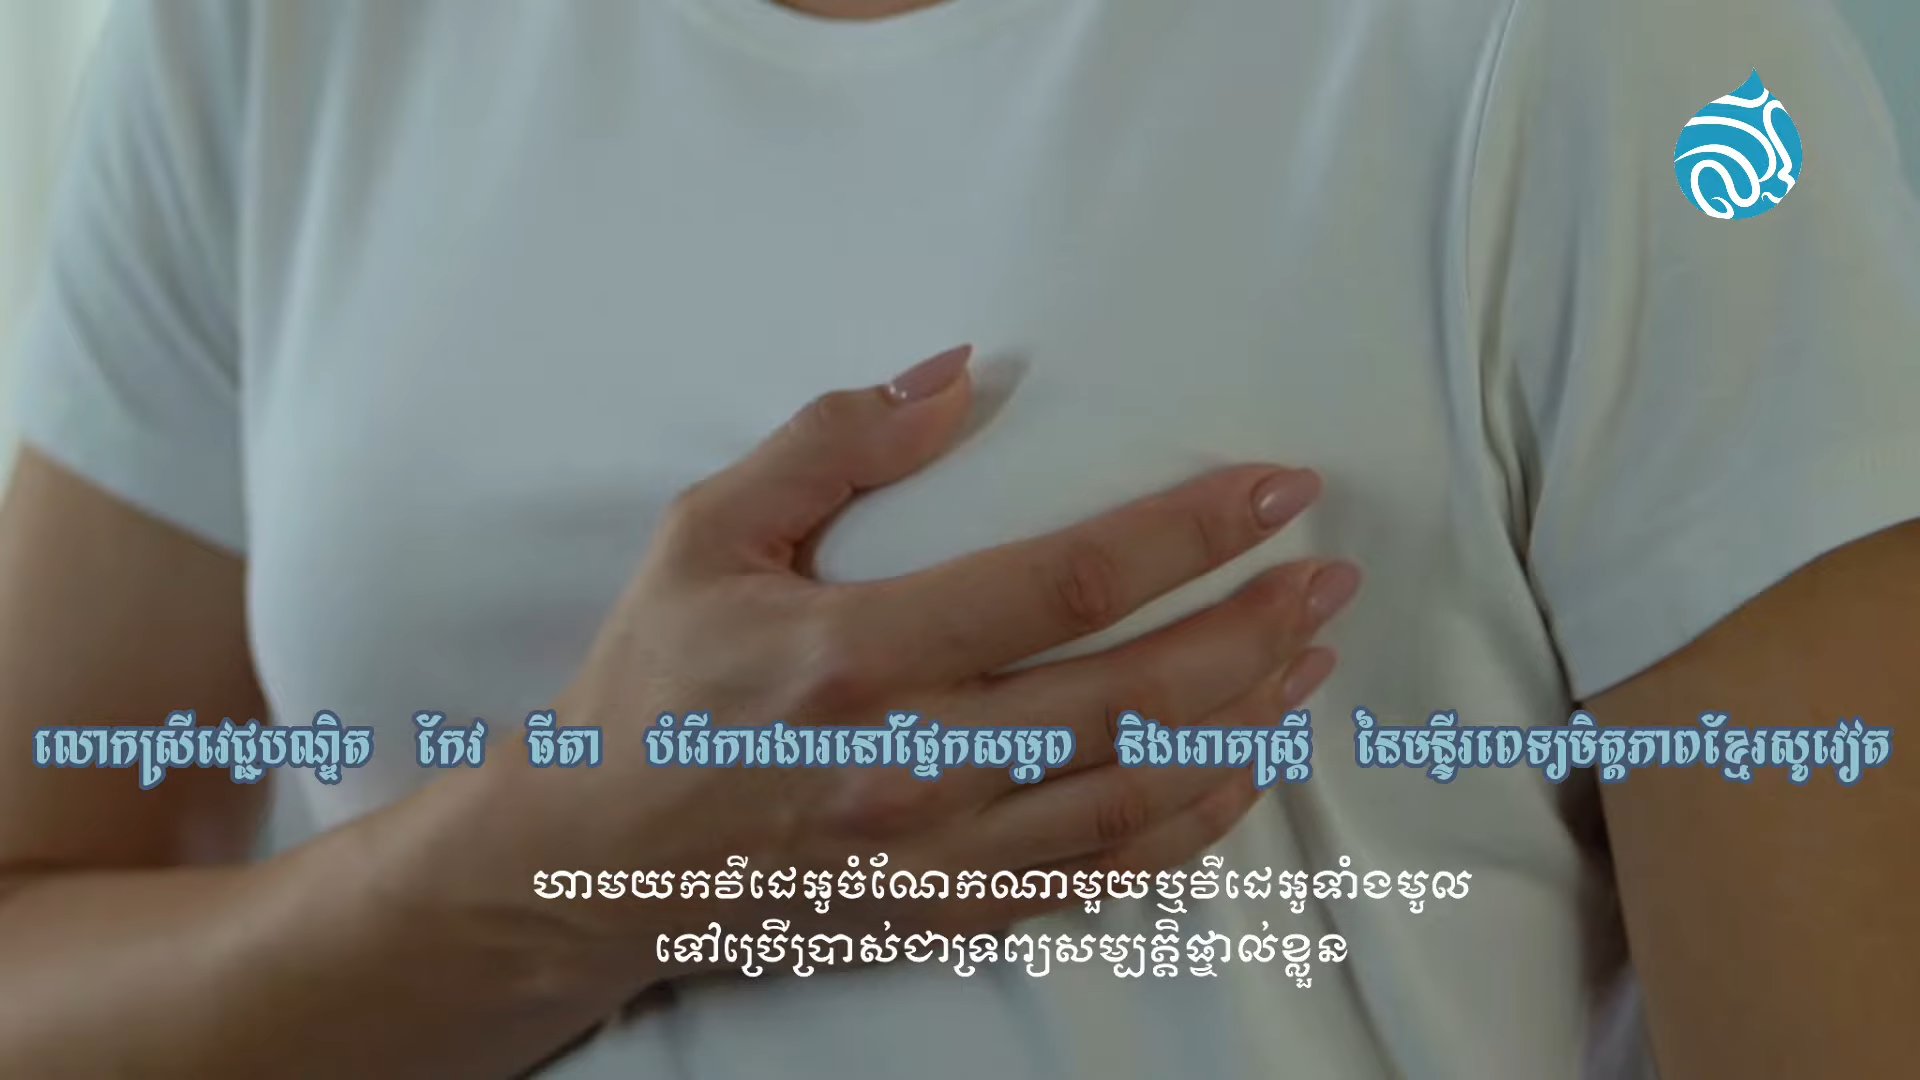 លោកស្រីវេជ្ជបណ្ឌិត កែវ ធីតា បំរើការងារនៅផ្នែកសម្ភព និងរោគស្ត្រី នៃមន្ទីរពេទ្យមិត្តភាពខ្មែរសូវៀត
ហាមយកវីដេអូចំណែកណាមួយឬវីដេអូទាំងមូល
ទៅប្រើប្រាស់ជាទ្រព្យសម្បត្តិផ្ទាល់ខ្លួន